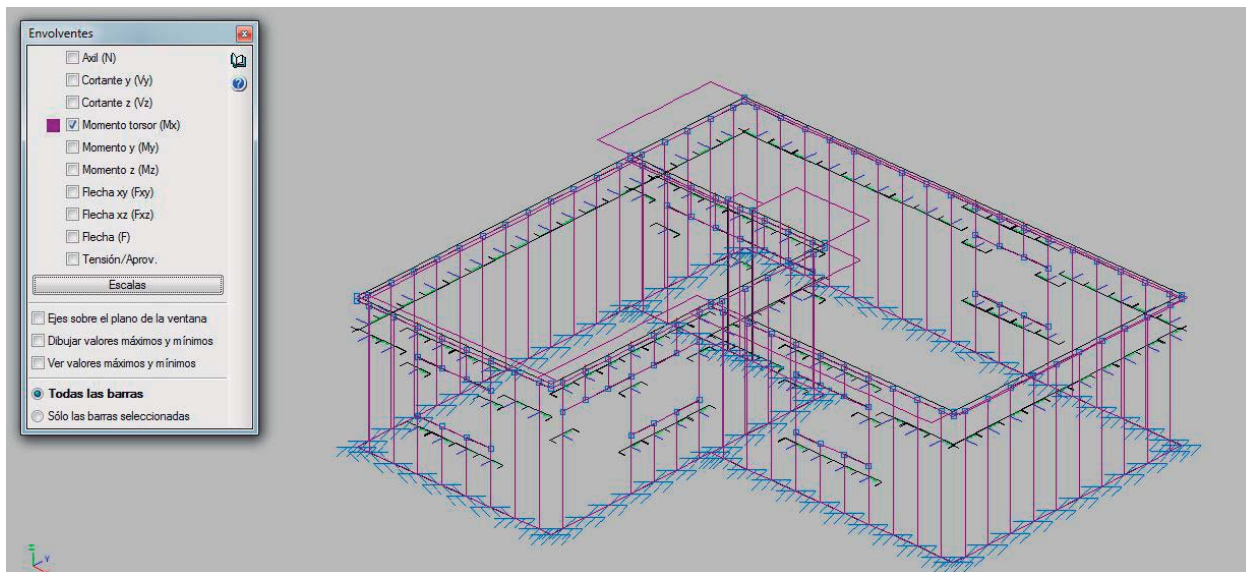 Envolventes
Axil (N)
Cortante y (Vy)
Cortante z (Vz)
Momento torsor (Mx)
Momento y (My)
Momento z (Mz)
Flecha xy (Fxy)
Flecha xz (Fxz)
Flecha (F)
Tensión/Aprov.
Escalas
Ejes sobre el plano de la ventana
Dibujar valores máximos y mínimos
Ver valores máximos y mínimos
Todas las barras
Sólo las barras seleccionadas
Y